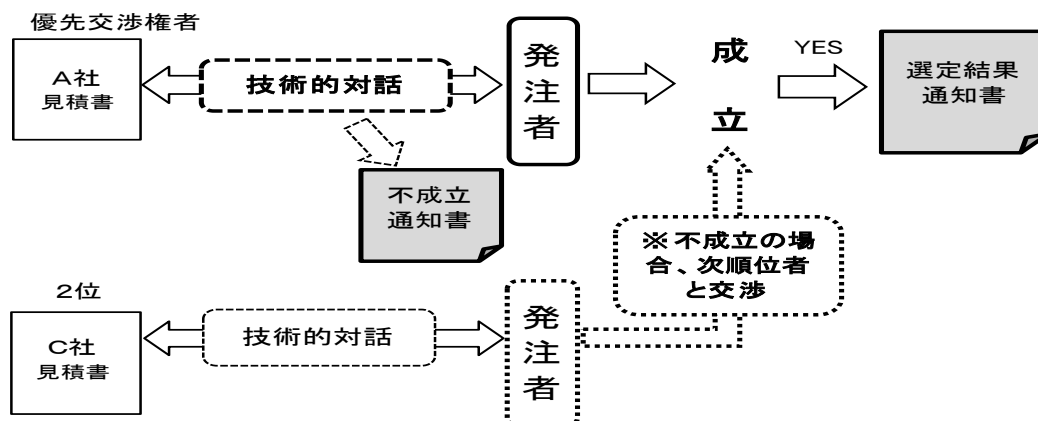 優先交渉権者
A社
見積書
技術的対話
発注者
成立
YES
選定結果
通知書
不成立
通知書
※不成立の場
合、次順位者
と交渉
2位
C社
見積書
技術的対話
発注者